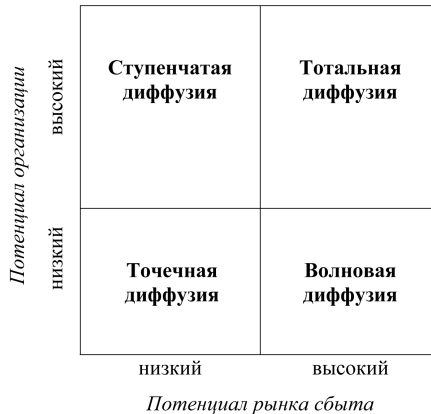 Потенциал организации
высокий
низкий
Ступенчатая
диффузия
Тотальная
диффузия
Точечная
диффузия
Волновая
диффузия
низкий
высокий
Потенциал рынка сбыта